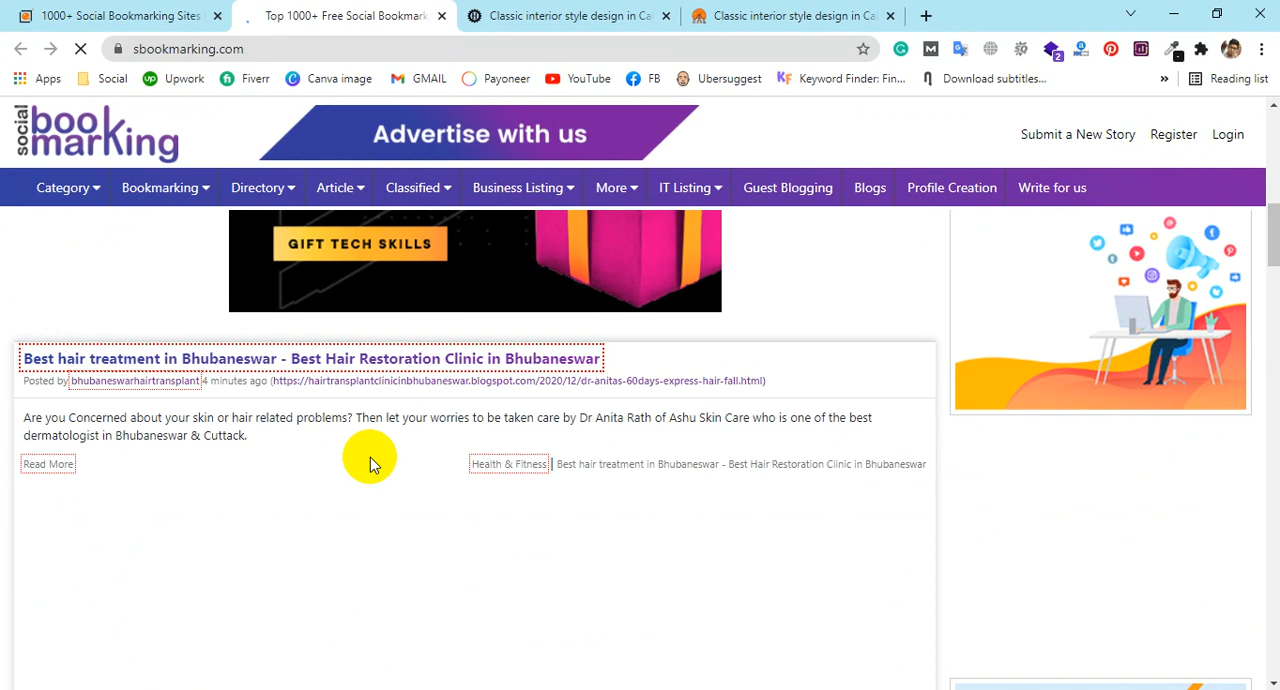 1000+ Social Bookmarking Sites
Top 1000+ Free Social Bookmark
Classic interior style design in Ca
Classic interior style design in Ca
sbookmarking.com
2
Apps
Social
Upwork
Fiverr
Canva image
GMAIL
Payoneer
YouTube
FB
Ubersuggest
Keyword Finder: Fin...
Download subtitles...
»
Reading list
social
bookmarking
Advertise with us
Submit a New Story
Register
Login
Category
Bookmarking
Directory
Article
Classified
Business Listing
More
IT Listing
Guest Blogging
Blogs
Profile Creation
Write for us
GIFT TECH SKILLS
Best hair treatment in Bhubaneswar - Best Hair Restoration Clinic in Bhubaneswar
Posted by bhubaneswarhairtransplant 4 minutes ago (https://hairtransplantclinicinbhubaneswar.blogspot.com/2020/12/dr-anitas-60days-express-hair-fall.html)
Are you Concerned about your skin or hair related problems? Then let your worries to be taken care by Dr Anita Rath of Ashu Skin Care who is one of the best
dermatologist in Bhubaneswar & Cuttack.
Read More
Health & Fitness | Best hair treatment in Bhubaneswar - Best Hair Restoration Clinic in Bhubaneswar